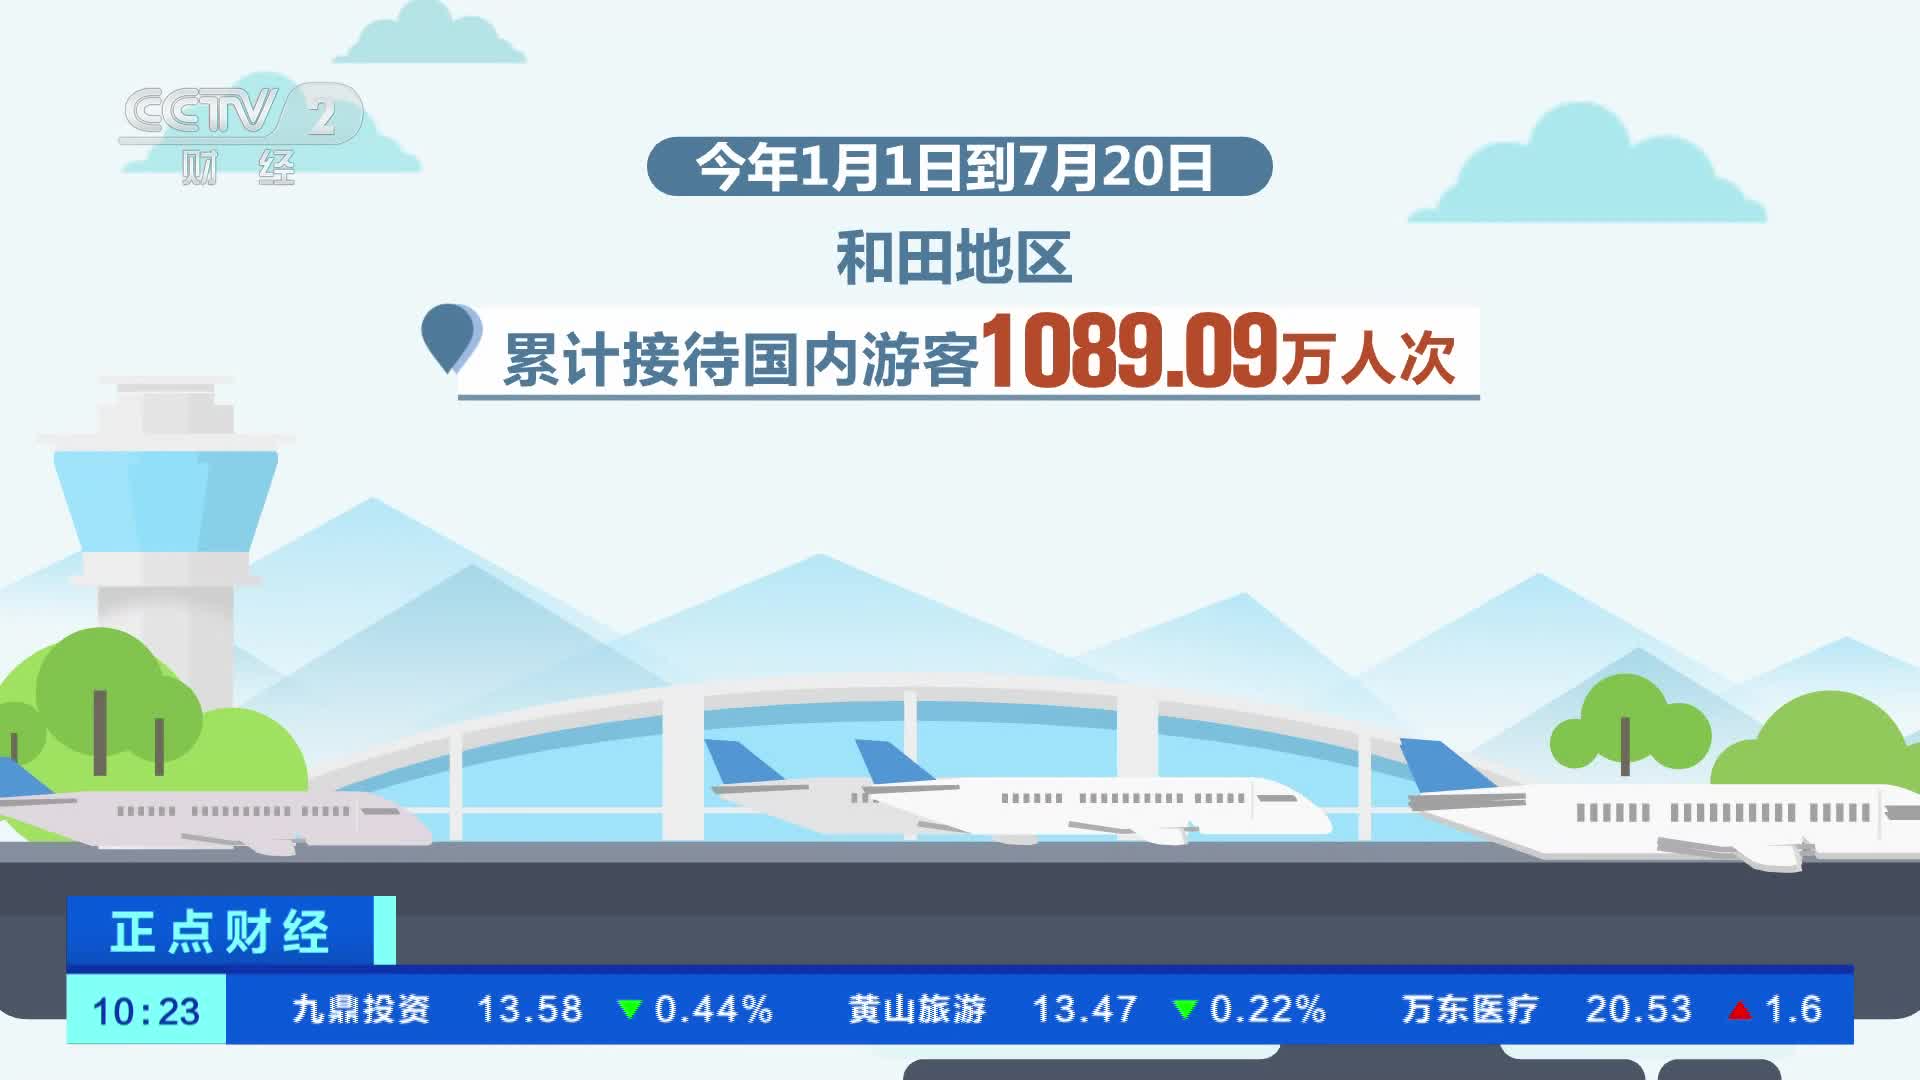 CCTV 2
财 经
今年1月1日到7月20日
和田地区
累计接待国内游客1089.09万人次
正点财经
10:23 九鼎投资 13.58 ▼0.44% 黄山旅游 13.47 ▼0.22% 万东医疗 20.53 ▲1.6